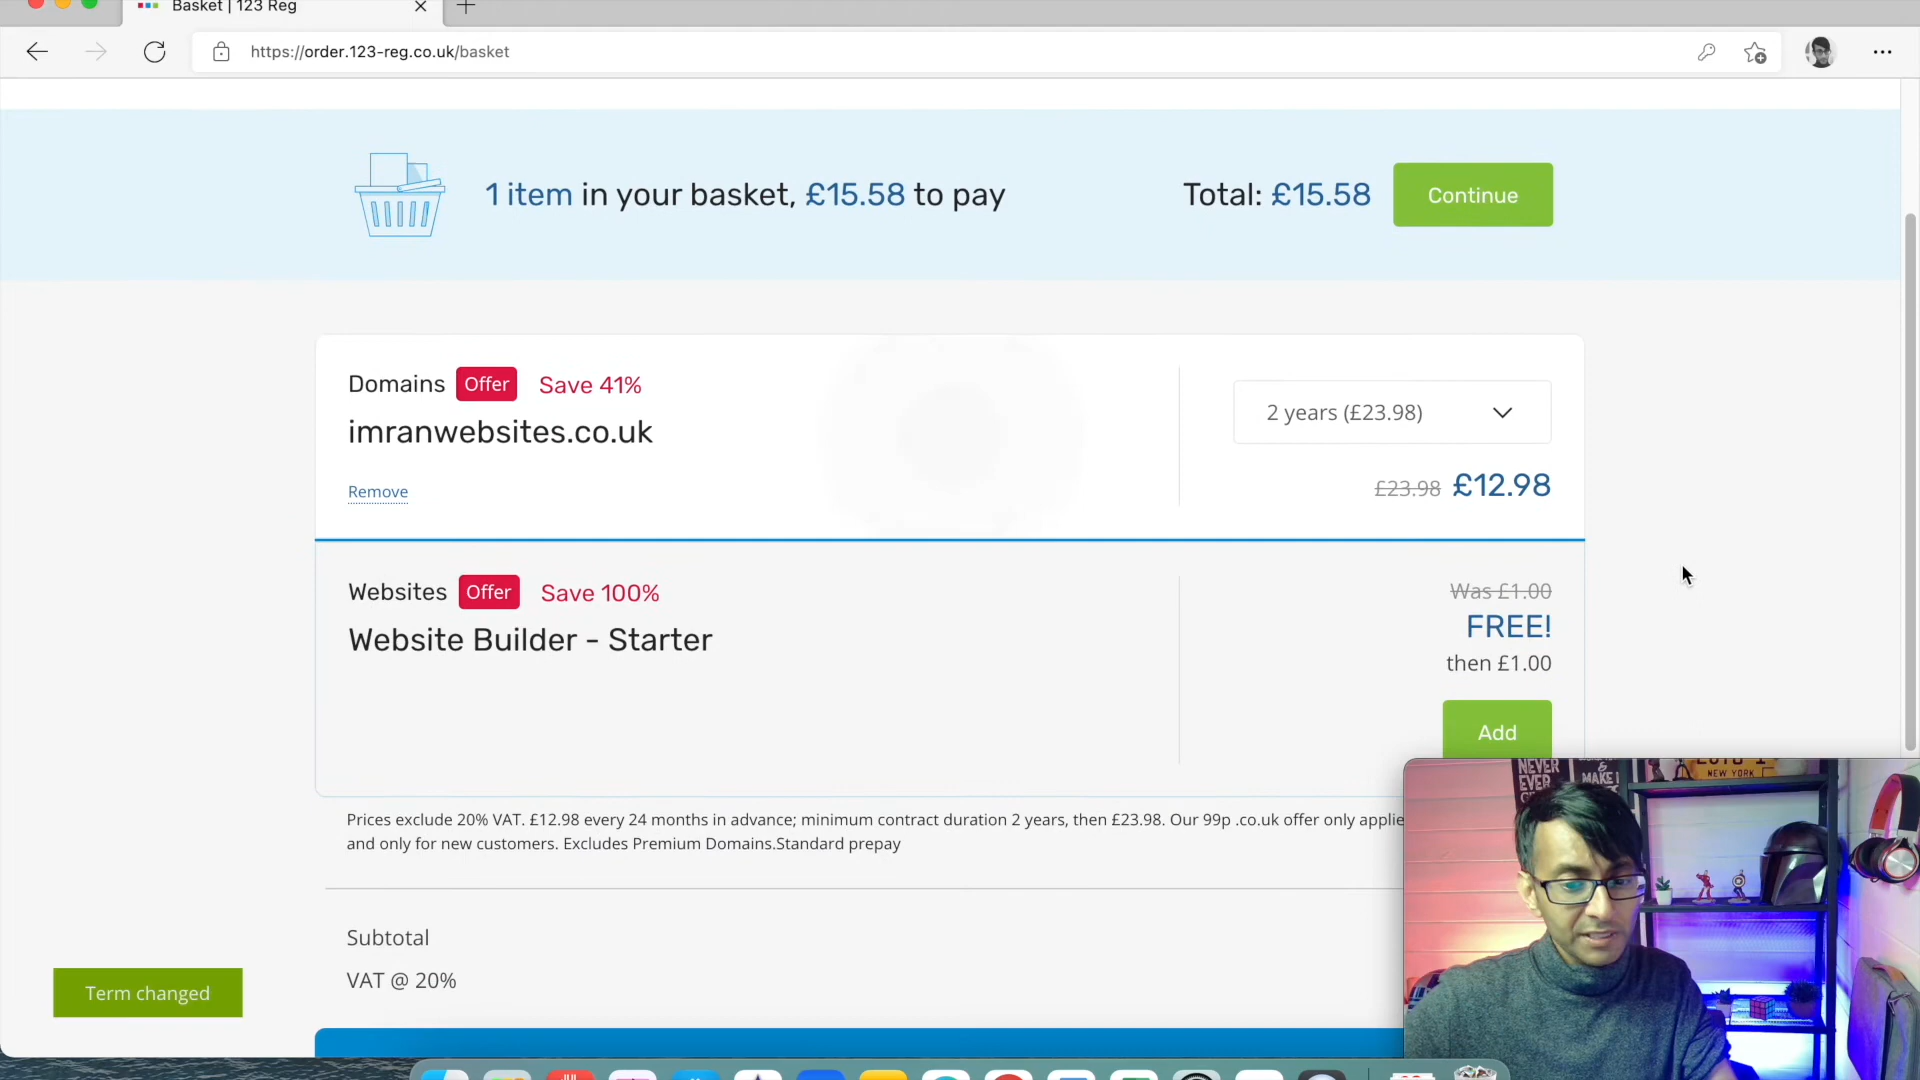 Basket | 123 Reg
https://order.123-reg.co.uk/basket
1 item in your basket, £15.58 to pay
Total: £15.58
Continue
Domains Offer Save 41%
imranwebsites.co.uk
Remove
2 years (£23.98)
£23.98 £12.98
Websites Offer Save 100%
Website Builder - Starter
Was £1.00
FREE!
then £1.00
Add
Prices exclude 20% VAT. £12.98 every 24 months in advance; minimum contract duration 2 years, then £23.98. Our 99p .co.uk offer only applie
and only for new customers. Excludes Premium Domains.Standard prepay
Subtotal
VAT @ 20%
Term changed
NEVER
EVER
& MAKE
NEW YORK